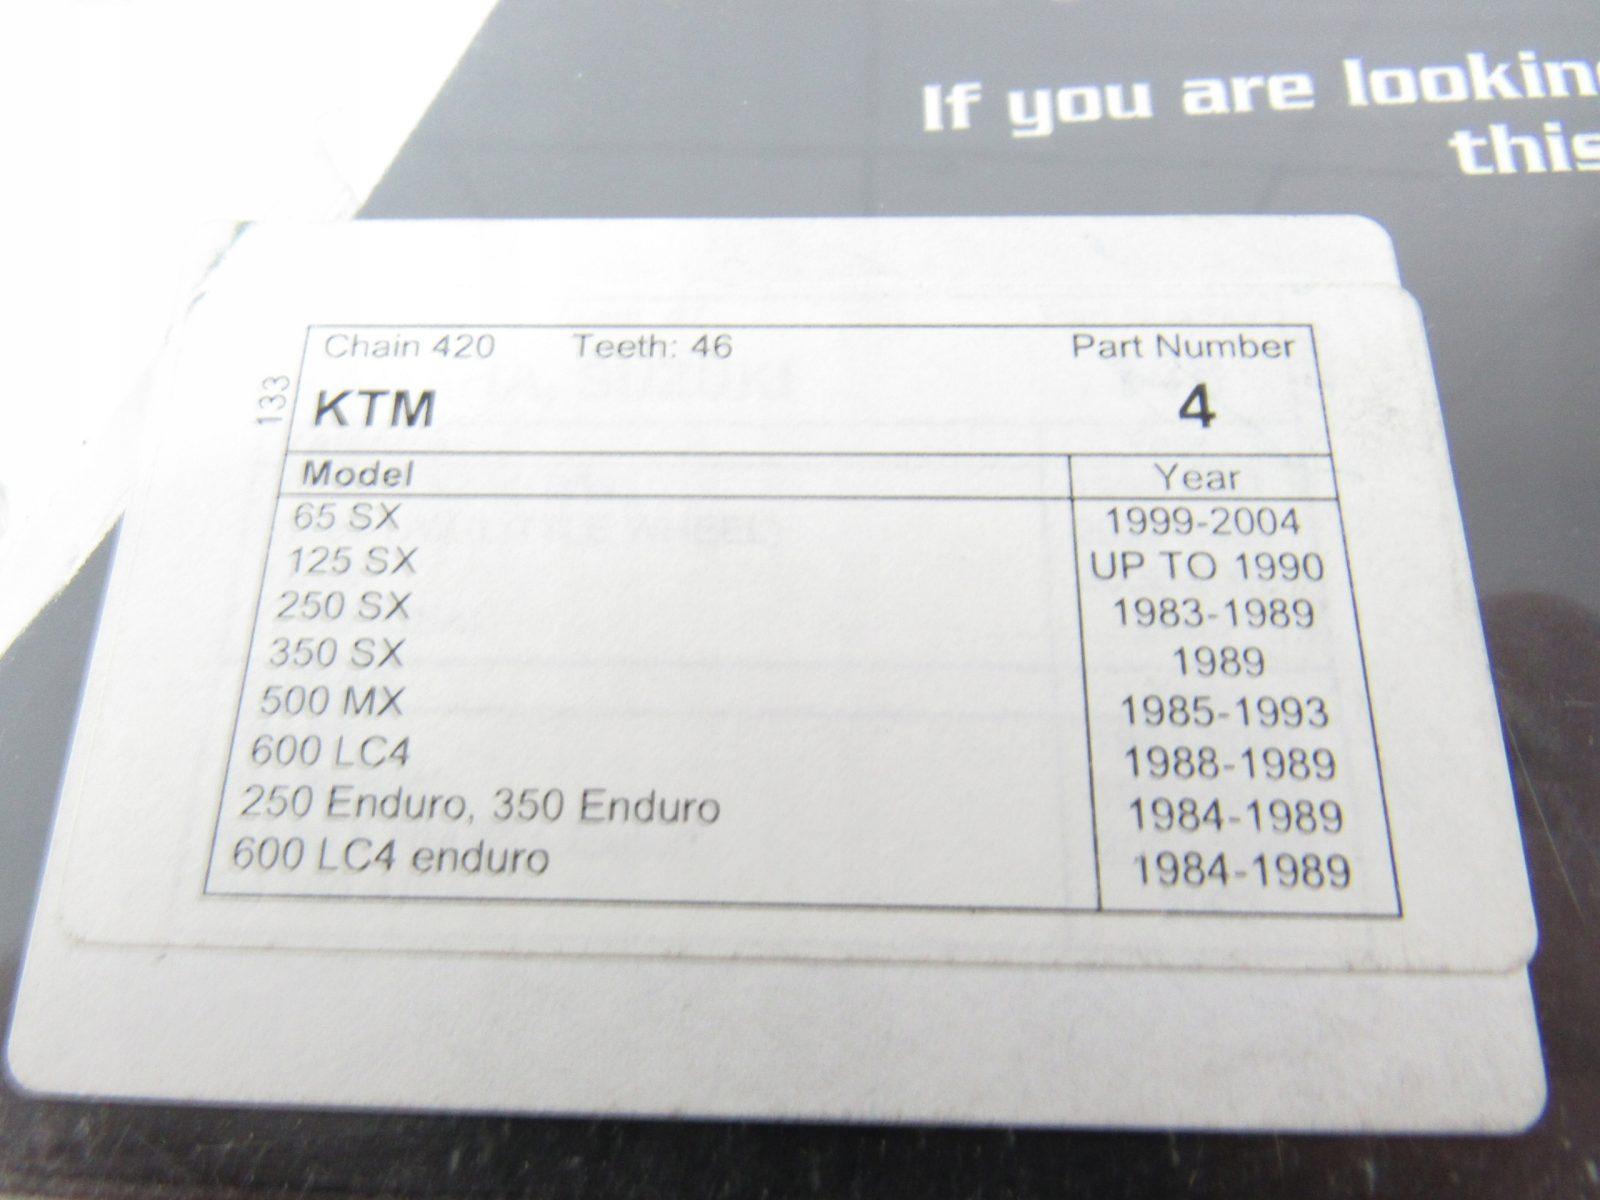 If you are
this
Chain 420 Teeth: 46 Part Number
133
KTM 4
Model Year
65 SX 1999-2004
125 SX UP TO 1990
250 SX 1983-1989
350 SX 1989
500 MX 1985-1993
600 LC4 1988-1989
250 Enduro, 350 Enduro 1984-1989
600 LC4 enduro 1984-1989